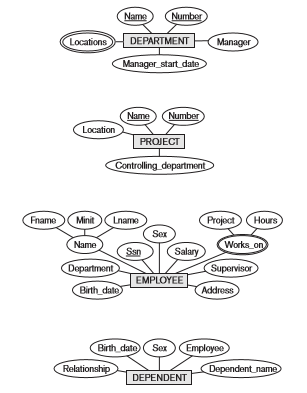 Name Number
Locations DEPARTMENT Manager
Manager_start_date
Name Number
Location
PROJECT
Controlling_department
Fname Minit Lname Project Hours
Sex
Name Ssn Salary Works_on
Department Supervisor
Birth_date EMPLOYEE Address
Birth_date Sex Employee
Relationship Dependent_name
DEPENDENT